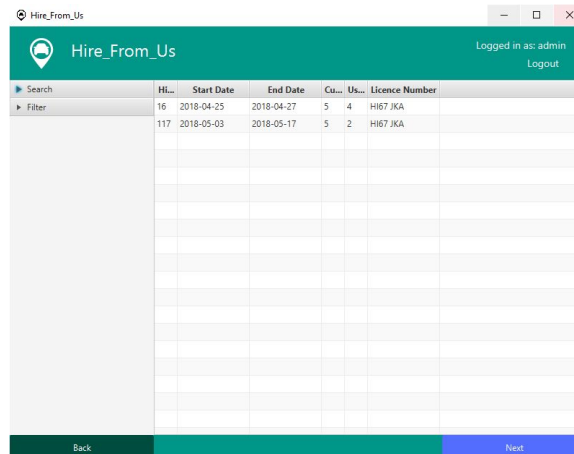 Hire_From_Us
Hire_From_Us
Logged in as: admin
Logout
Search
Filter
Hi... Start Date End Date Cu... Us... Licence Number
16 2018-04-25 2018-04-27 5 4 HI67 JKA
117 2018-05-03 2018-05-17 5 2 HI67 JKA
Back Next